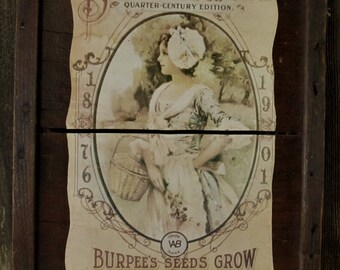 QUARTER-CENTURY EDITION.
18 19
76 01
WAB
BURPEE'S SEEDS GROW